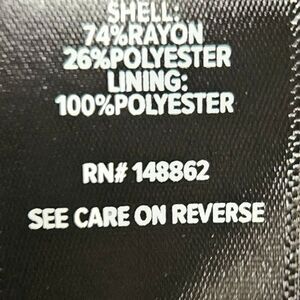 SHELL:
74%RAYON
26%POLYESTER
LINING:
100%POLYESTER
RN# 148862
SEE CARE ON REVERSE